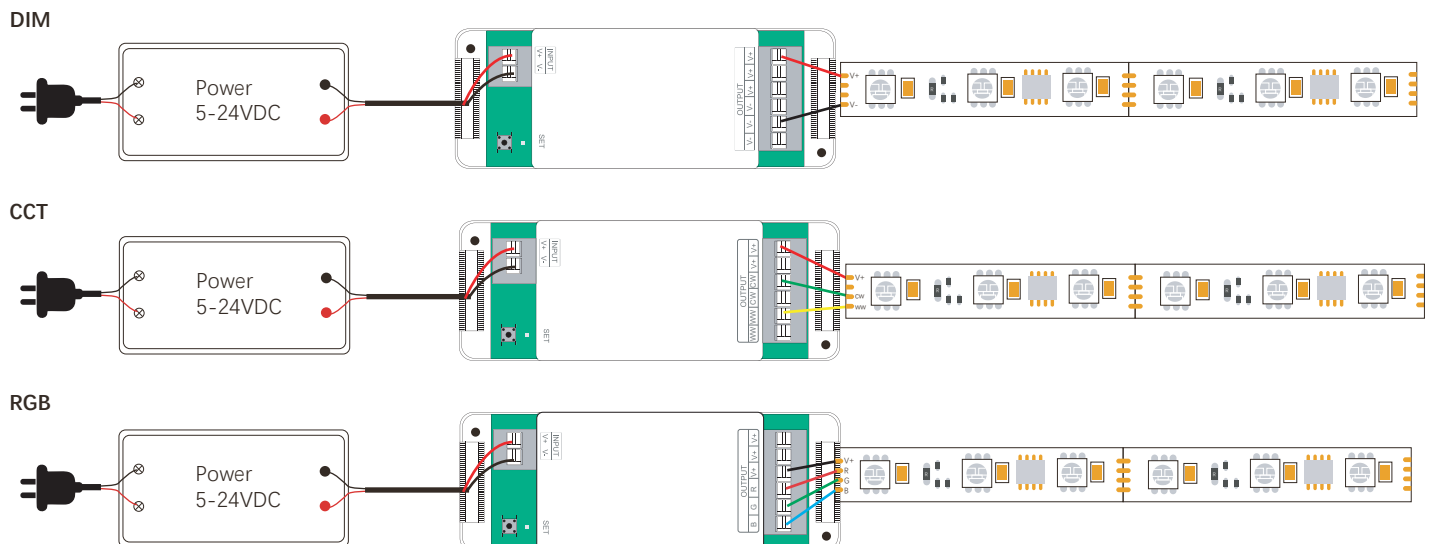 DIM
Power
5-24VDC
INPUT
V+ V-
SET
OUTPUT
V+ V+ V+ V- V- V-
V+
V-
CCT
Power
5-24VDC
INPUT
V+ V-
SET
OUTPUT
V+ V+ CW CW WW WW
V+
CW
WW
RGB
Power
5-24VDC
INPUT
V+ V-
SET
OUTPUT
V+ V+ V+ R G B
V+
R
G
B